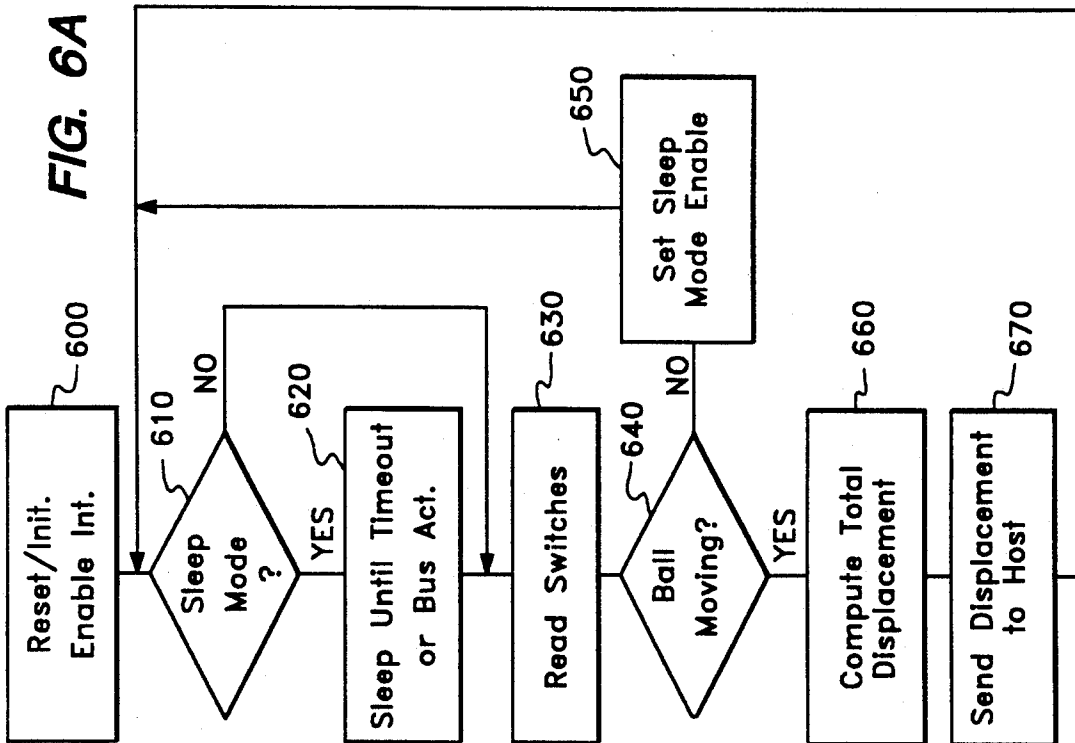 FIG. 6A
Reset/Init.
Enable Int.
600
Sleep
Mode
?
610
NO
YES
Sleep Until Timeout
or Bus Act.
620
Read Switches
630
Ball
Moving?
640
NO
YES
Set Sleep
Mode Enable
650
Compute Total
Displacement
660
Send Displacement
to Host
670